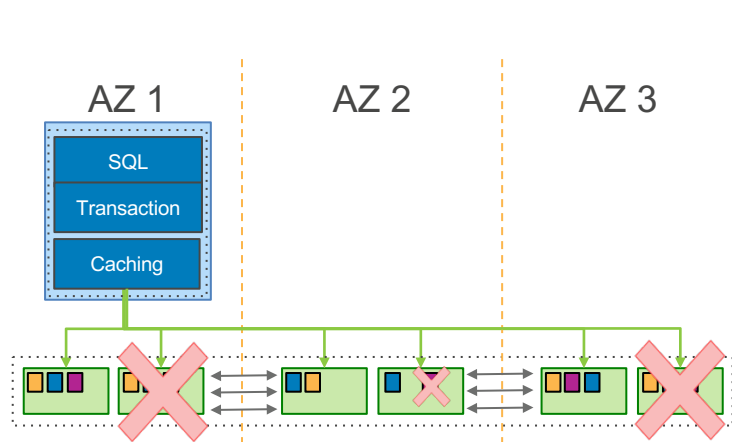 AZ 1
AZ 2
AZ 3
SQL
Transaction
Caching